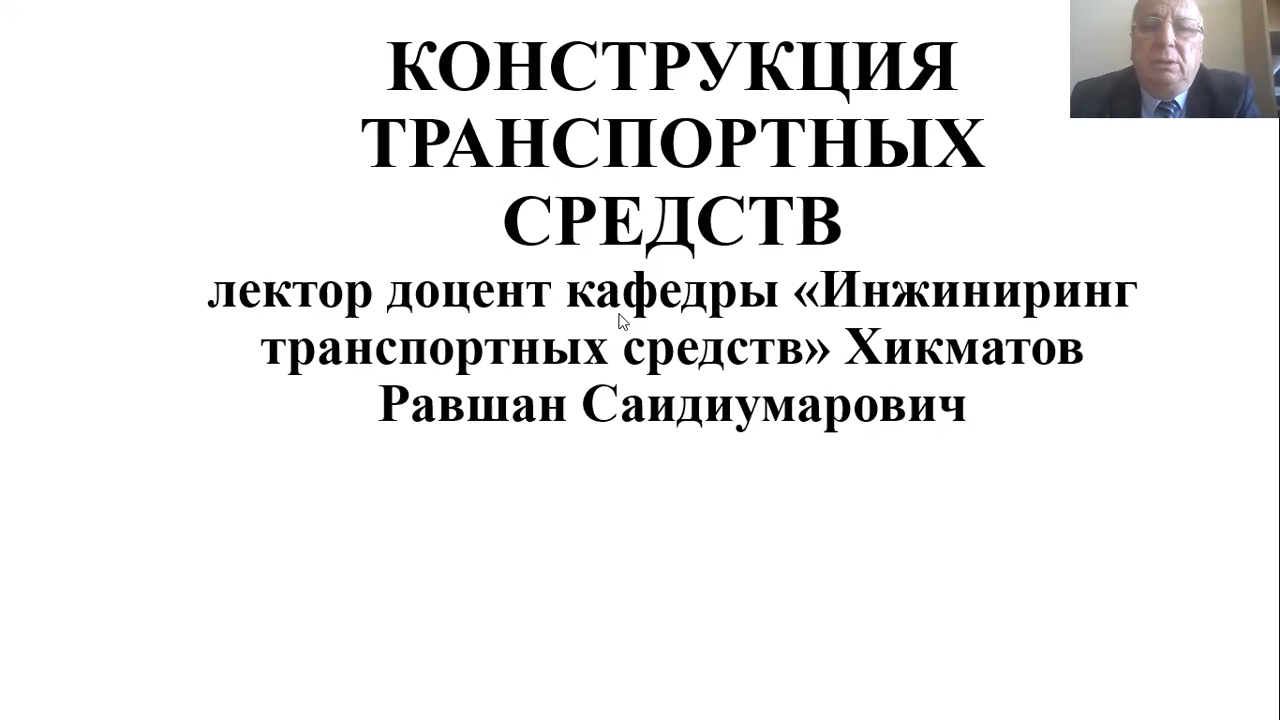 КОНСТРУКЦИЯ
ТРАНСПОРТНЫХ
СРЕДСТВ
лектор доцент кафедры «Инжиниринг
транспортных средств» Хикматов
Равшан Саидиумарович